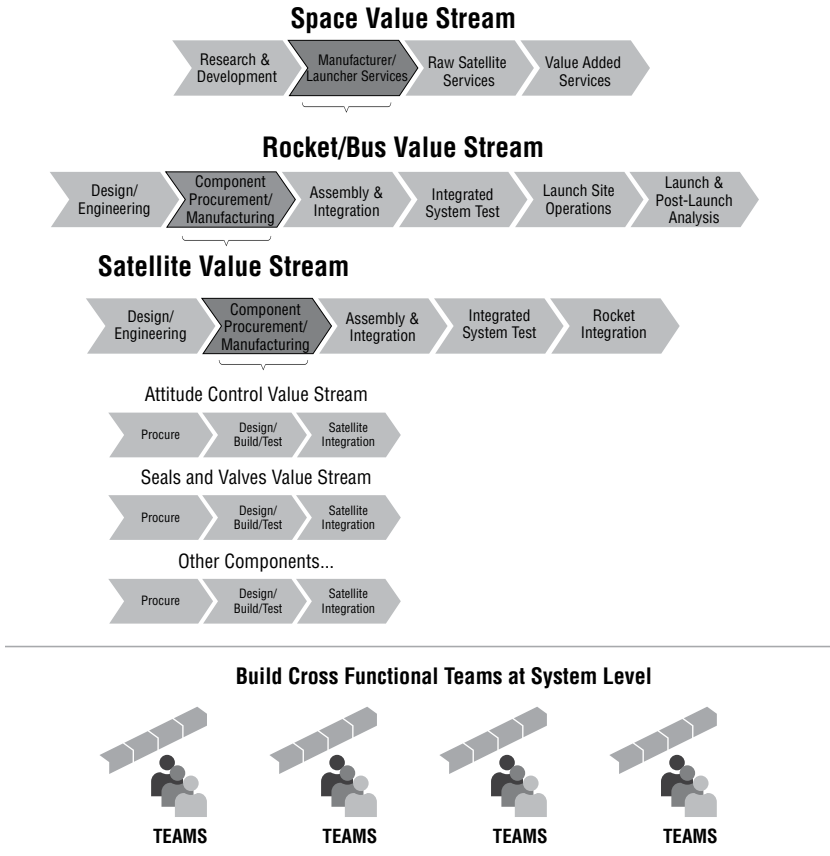 Space Value Stream
Research &
Development
Manufacturer/
Launcher Services
Raw Satellite
Services
Value Added
Services
Rocket/Bus Value Stream
Design/
Engineering
Component
Procurement/
Manufacturing
Assembly &
Integration
Integrated
System Test
Launch Site
Operations
Launch &
Post-Launch
Analysis
Satellite Value Stream
Design/
Engineering
Component
Procurement/
Manufacturing
Assembly &
Integration
Integrated
System Test
Rocket
Integration
Attitude Control Value Stream
Procure
Design/
Build/Test
Satellite
Integration
Seals and Valves Value Stream
Procure
Design/
Build/Test
Satellite
Integration
Other Components...
Procure
Design/
Build/Test
Satellite
Integration
Build Cross Functional Teams at System Level
TEAMS
TEAMS
TEAMS
TEAMS